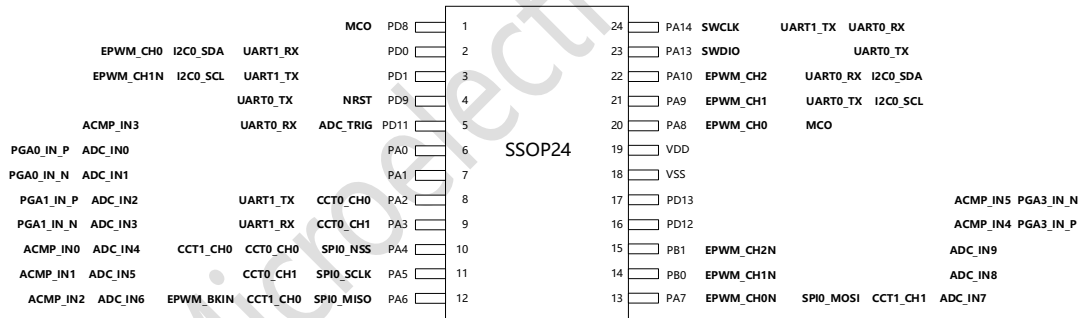 MCO PD8 1 24 PA14 SWCLK UART1_TX UART0_RX
EPWM_CH0 I2C0_SDA UART1_RX PD0 2 23 PA13 SWDIO UART0_TX
EPWM_CH1N I2C0_SCL UART1_TX PD1 3 22 PA10 EPWM_CH2 UART0_RX I2C0_SDA
UART0_TX NRST PD9 4 21 PA9 EPWM_CH1 UART0_TX I2C0_SCL
ACMP_IN3 UART0_RX ADC_TRIG PD11 5 20 PA8 EPWM_CH0 MCO
PGA0_IN_P ADC_IN0 PA0 6 SSOP24 19 VDD
PGA0_IN_N ADC_IN1 PA1 7 18 VSS
PGA1_IN_P ADC_IN2 UART1_TX CCT0_CH0 PA2 8 17 PD13 ACMP_IN5 PGA3_IN_N
PGA1_IN_N ADC_IN3 UART1_RX CCT0_CH1 PA3 9 16 PD12 ACMP_IN4 PGA3_IN_P
ACMP_IN0 ADC_IN4 CCT1_CH0 CCT0_CH0 SPI0_NSS PA4 10 15 PB1 EPWM_CH2N ADC_IN9
ACMP_IN1 ADC_IN5 CCT0_CH1 SPI0_SCLK PA5 11 14 PB0 EPWM_CH1N ADC_IN8
ACMP_IN2 ADC_IN6 EPWM_BKIN CCT1_CH0 SPI0_MISO PA6 12 13 PA7 EPWM_CH0N SPI0_MOSI CCT1_CH1 ADC_IN7